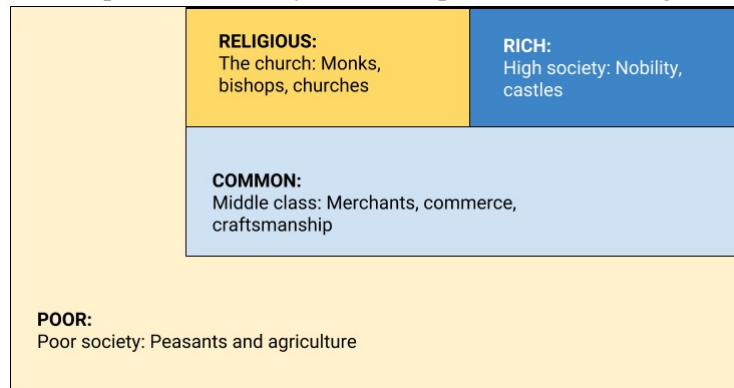 RELIGIOUS:
The church: Monks,
bishops, churches
RICH:
High society: Nobility,
castles
COMMON:
Middle class: Merchants, commerce,
craftsmanship
POOR:
Poor society: Peasants and agriculture